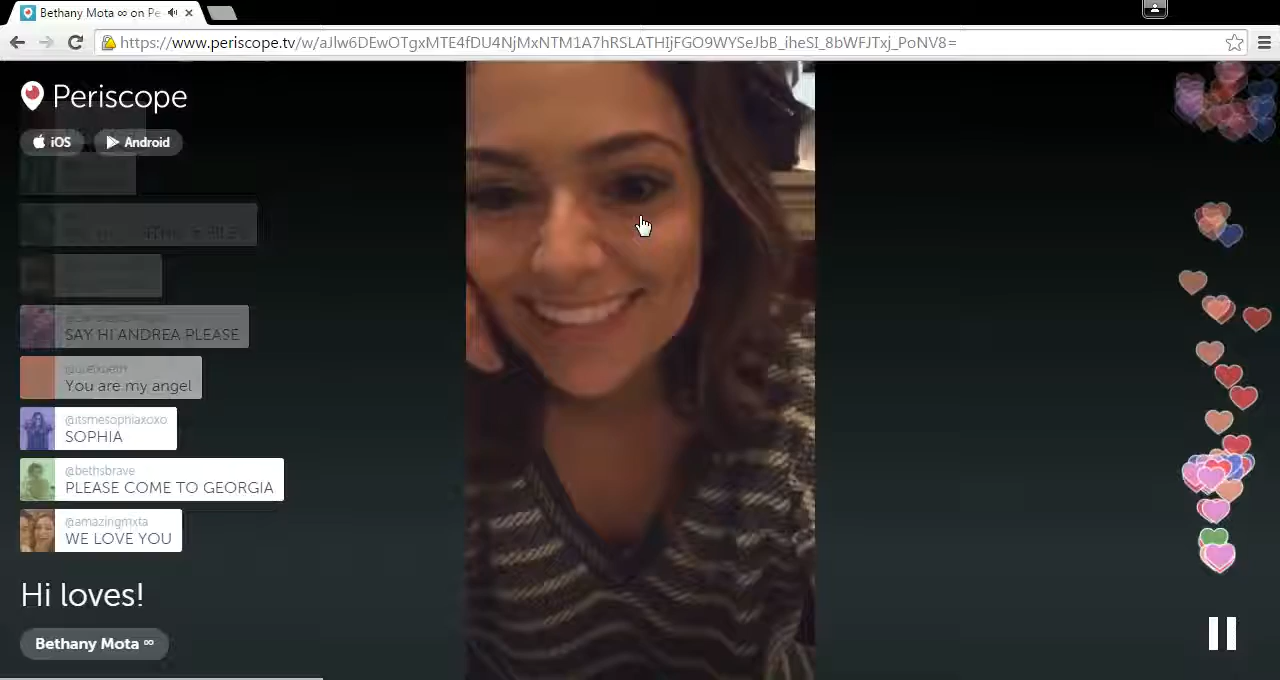 Bethany Mota ∞ on Pe
https://www.periscope.tv/w/aJlw6DEwOTgxMTE4fDU4NjMxNTM1A7hRSLATHIjFGO9WYSeJbB_iheSI_8bWFJTxj_PoNV8=
Periscope
iOS
Android
SAY HI ANDREA PLEASE
You are my angel
@itsmesophiaxoxo
SOPHIA
@bethsbrave
PLEASE COME TO GEORGIA
@amazingmxta
WE LOVE YOU
Hi loves!
Bethany Mota ∞